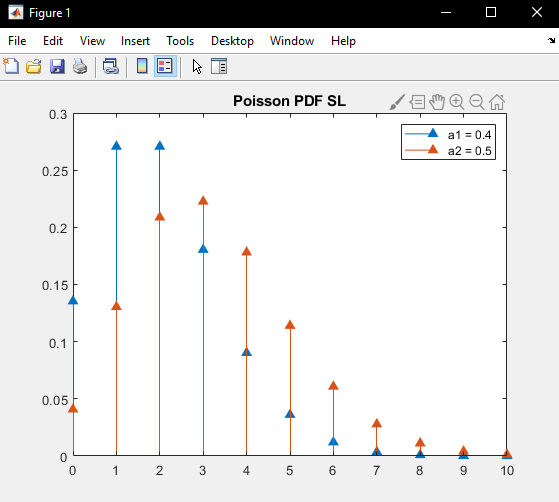 Figure 1
File Edit View Insert Tools Desktop Window Help
Poisson PDF SL
a1 = 0.4
a2 = 0.5
0.3
0.25
0.2
0.15
0.1
0.05
0
0 1 2 3 4 5 6 7 8 9 10